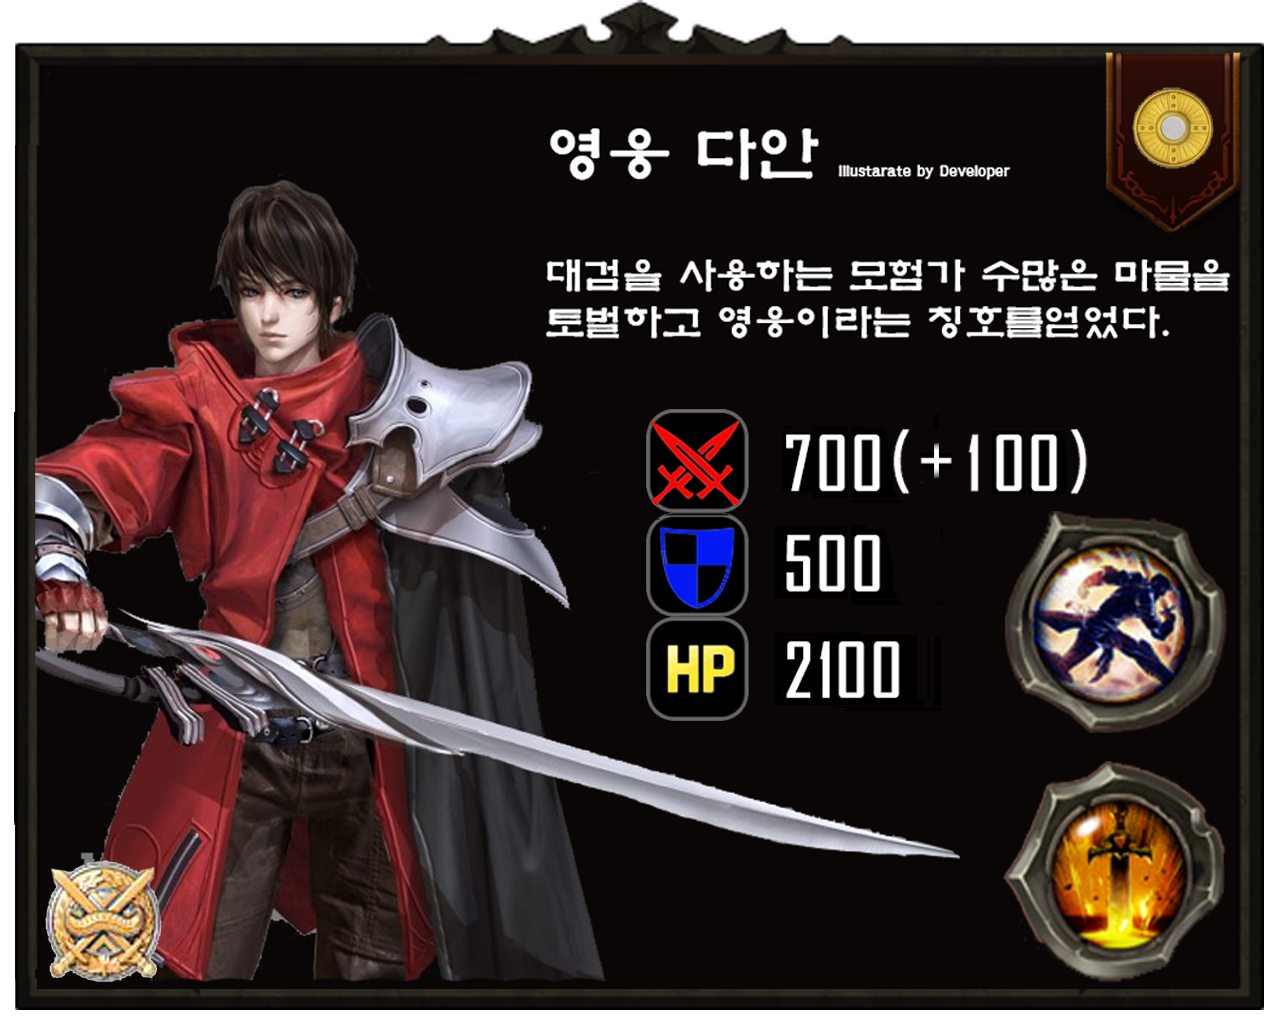 영웅 다안 Illustarate by Developer
대검을 사용하는 모험가 수많은 마물을
토벌하고 영웅이라는 칭호를얻었다.
700(+100)
500
HP 2100